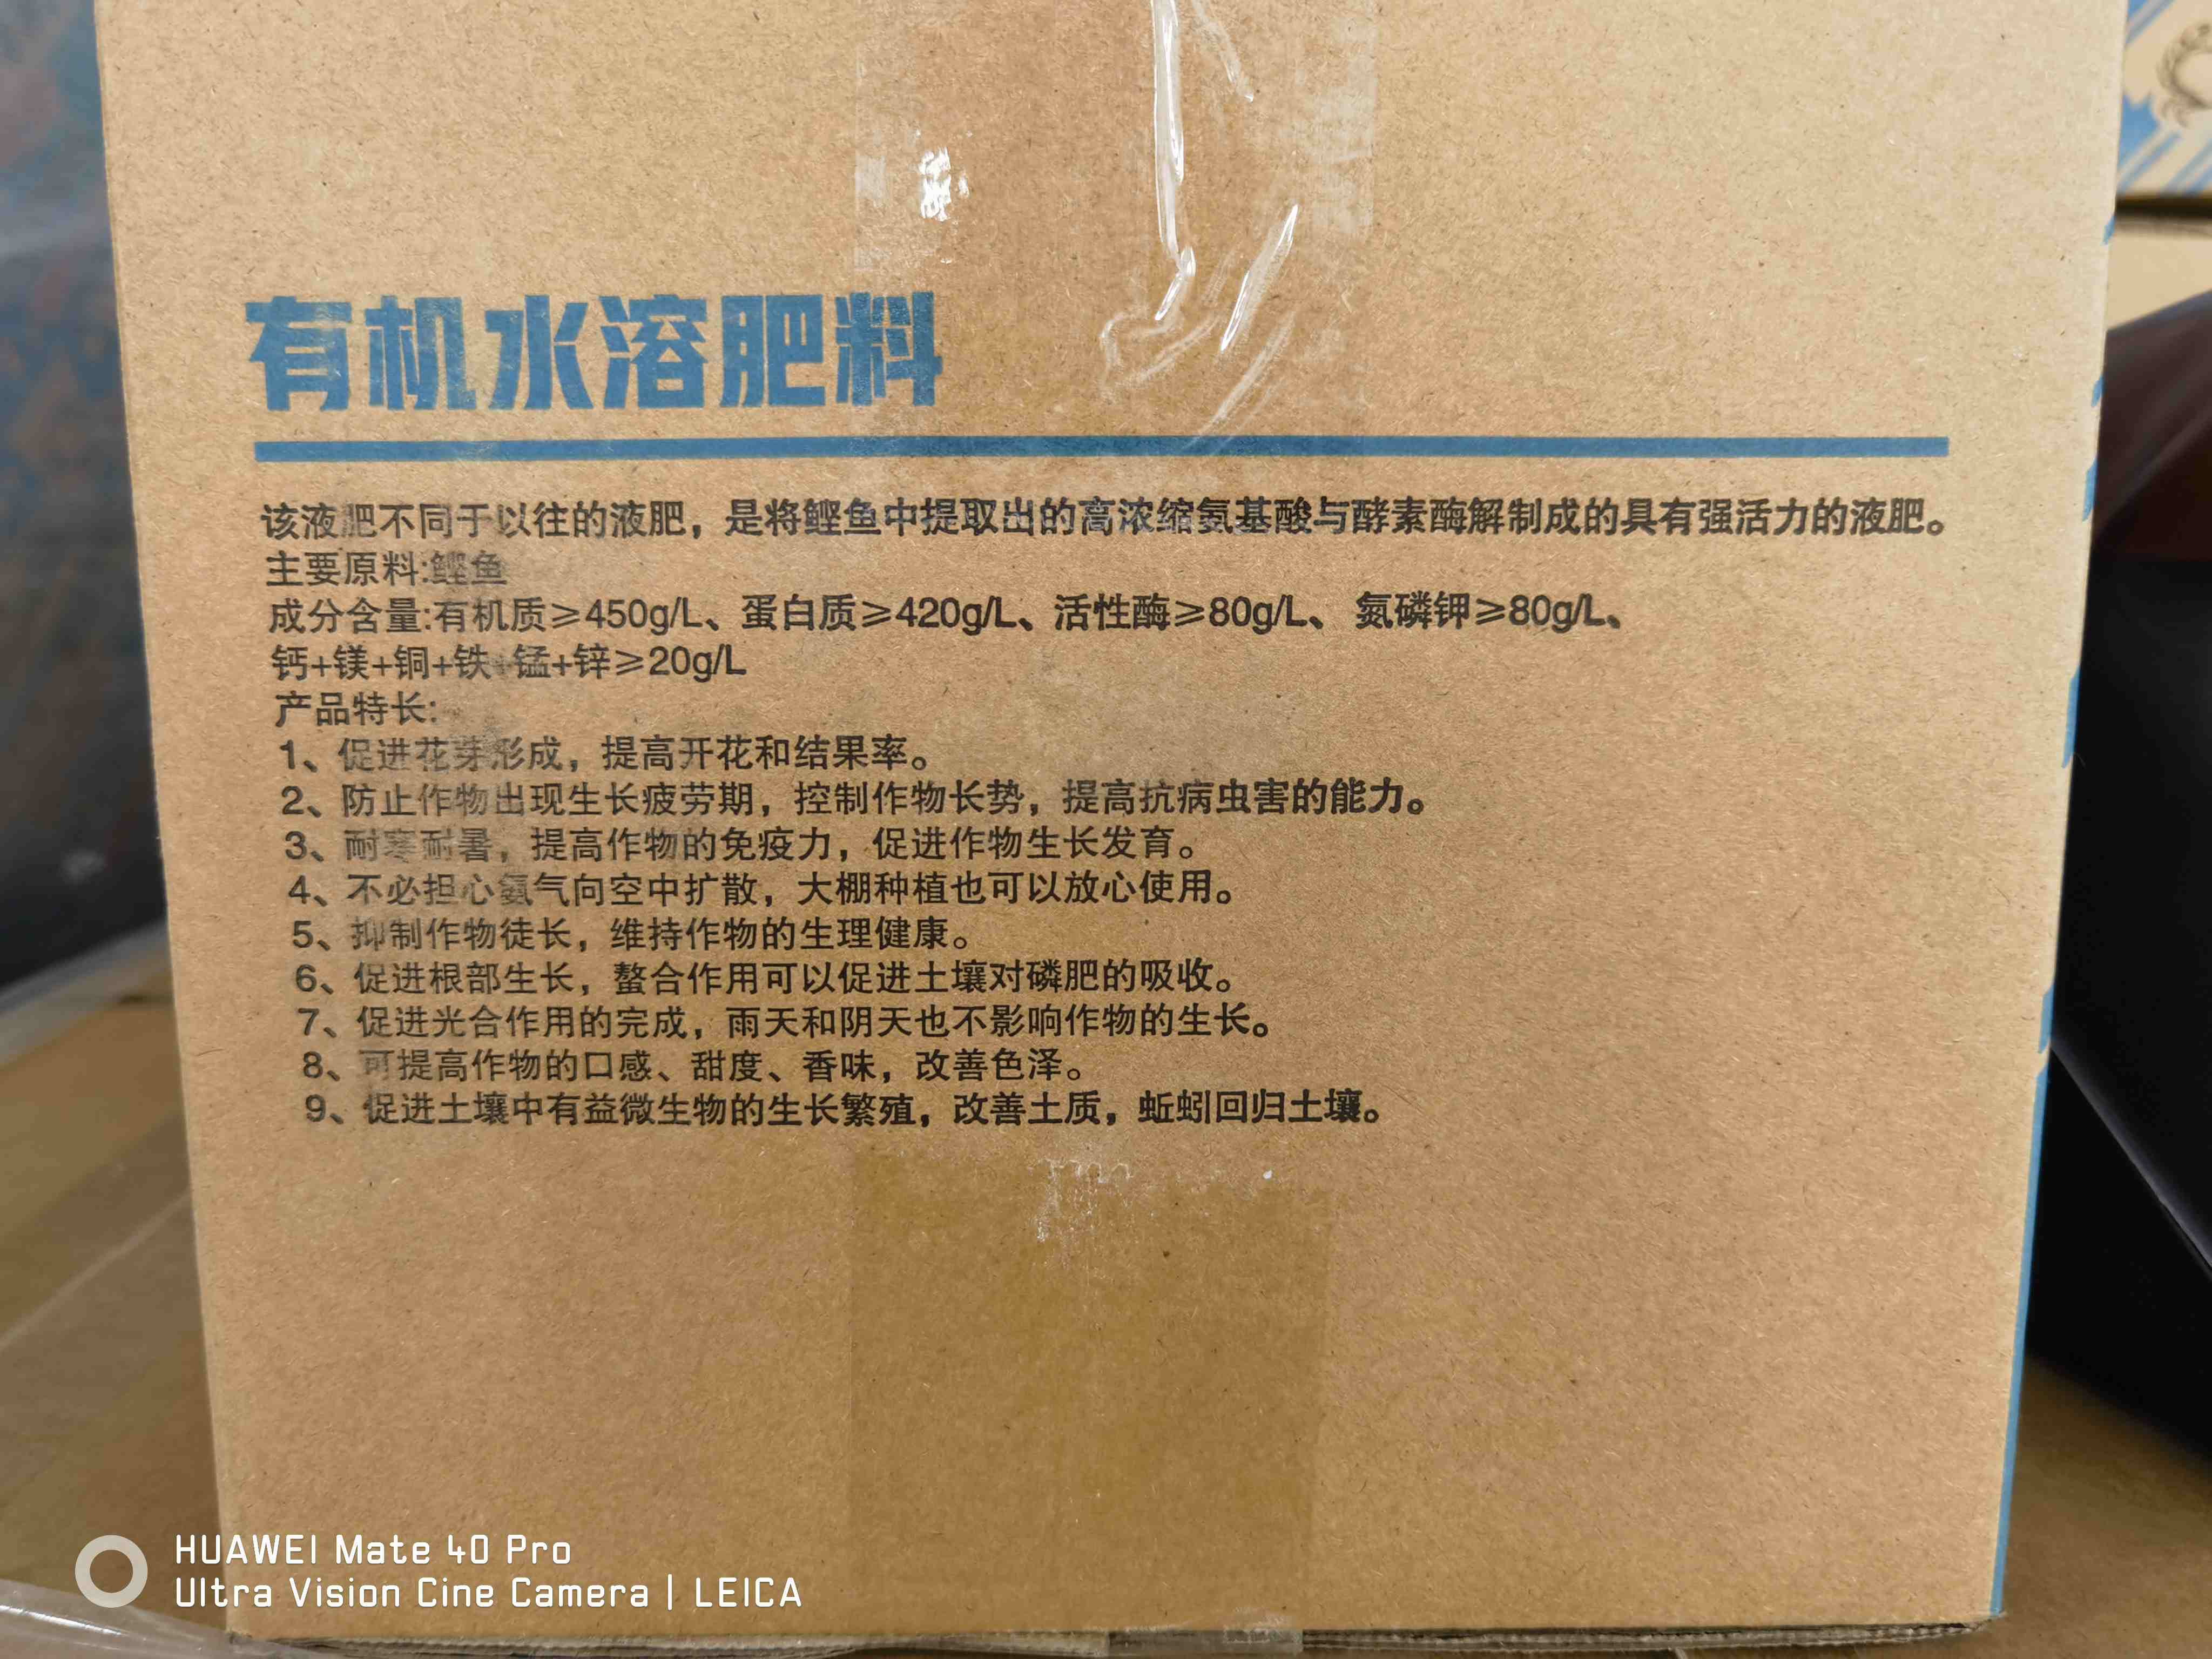 有机水溶肥料
该液肥不同于以往的液肥，是将鲣鱼中提取出的高浓缩氨基酸与酵素酶解制成的具有强活力的液肥。
主要原料:鲣鱼
成分含量:有机质≥450g/L、蛋白质≥420g/L、活性酶≥80g/L、氮磷钾≥80g/L、
钙+镁+铜+铁+锰+锌≥20g/L
产品特长:
1、促进花芽形成，提高开花和结果率。
2、防止作物出现生长疲劳期，控制作物长势，提高抗病虫害的能力。
3、耐寒耐暑，提高作物的免疫力，促进作物生长发育。
4、不必担心氨气向空中扩散，大棚种植也可以放心使用。
5、抑制作物徒长，维持作物的生理健康。
6、促进根部生长，螯合作用可以促进土壤对磷肥的吸收。
7、促进光合作用的完成，雨天和阴天也不影响作物的生长。
8、可提高作物的口感、甜度、香味，改善色泽。
9、促进土壤中有益微生物的生长繁殖，改善土质，蚯蚓回归土壤。
HUAWEI Mate 40 Pro
Ultra Vision Cine Camera | LEICA